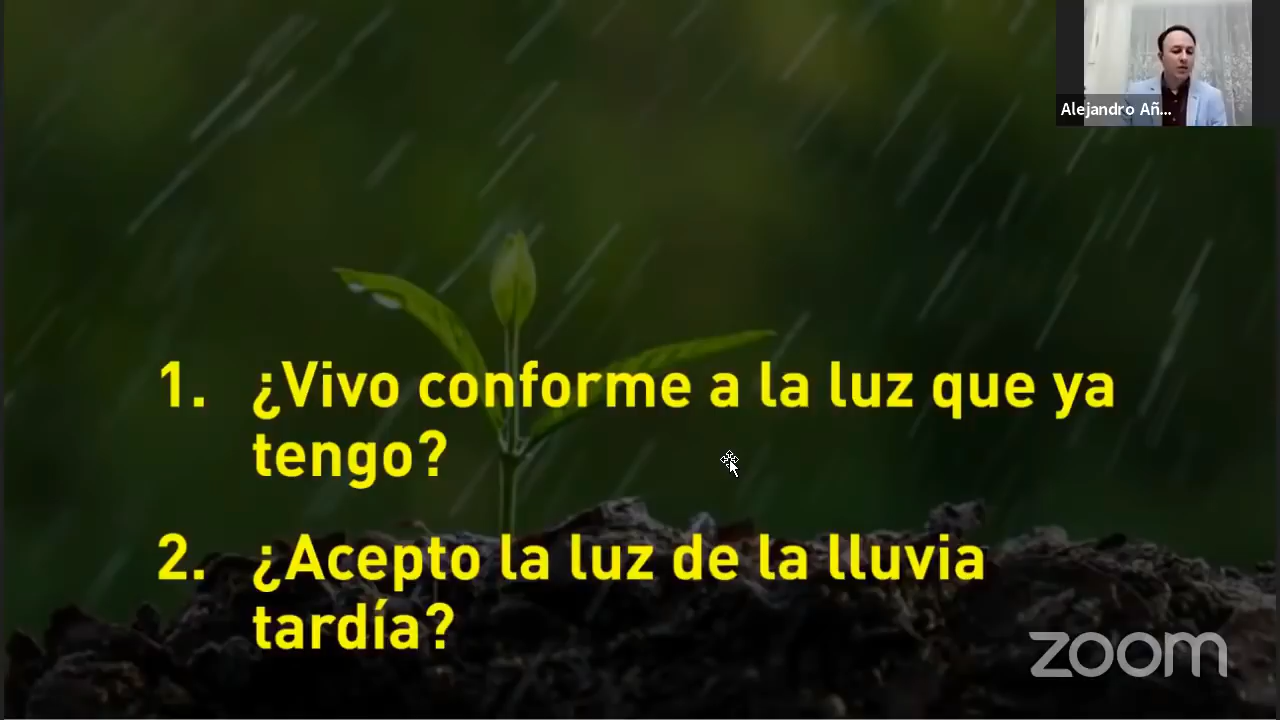 Alejandro Añ...
1. ¿Vivo conforme a la luz que ya
tengo?
2. ¿Acepto la luz de la lluvia
tardía?
zoom